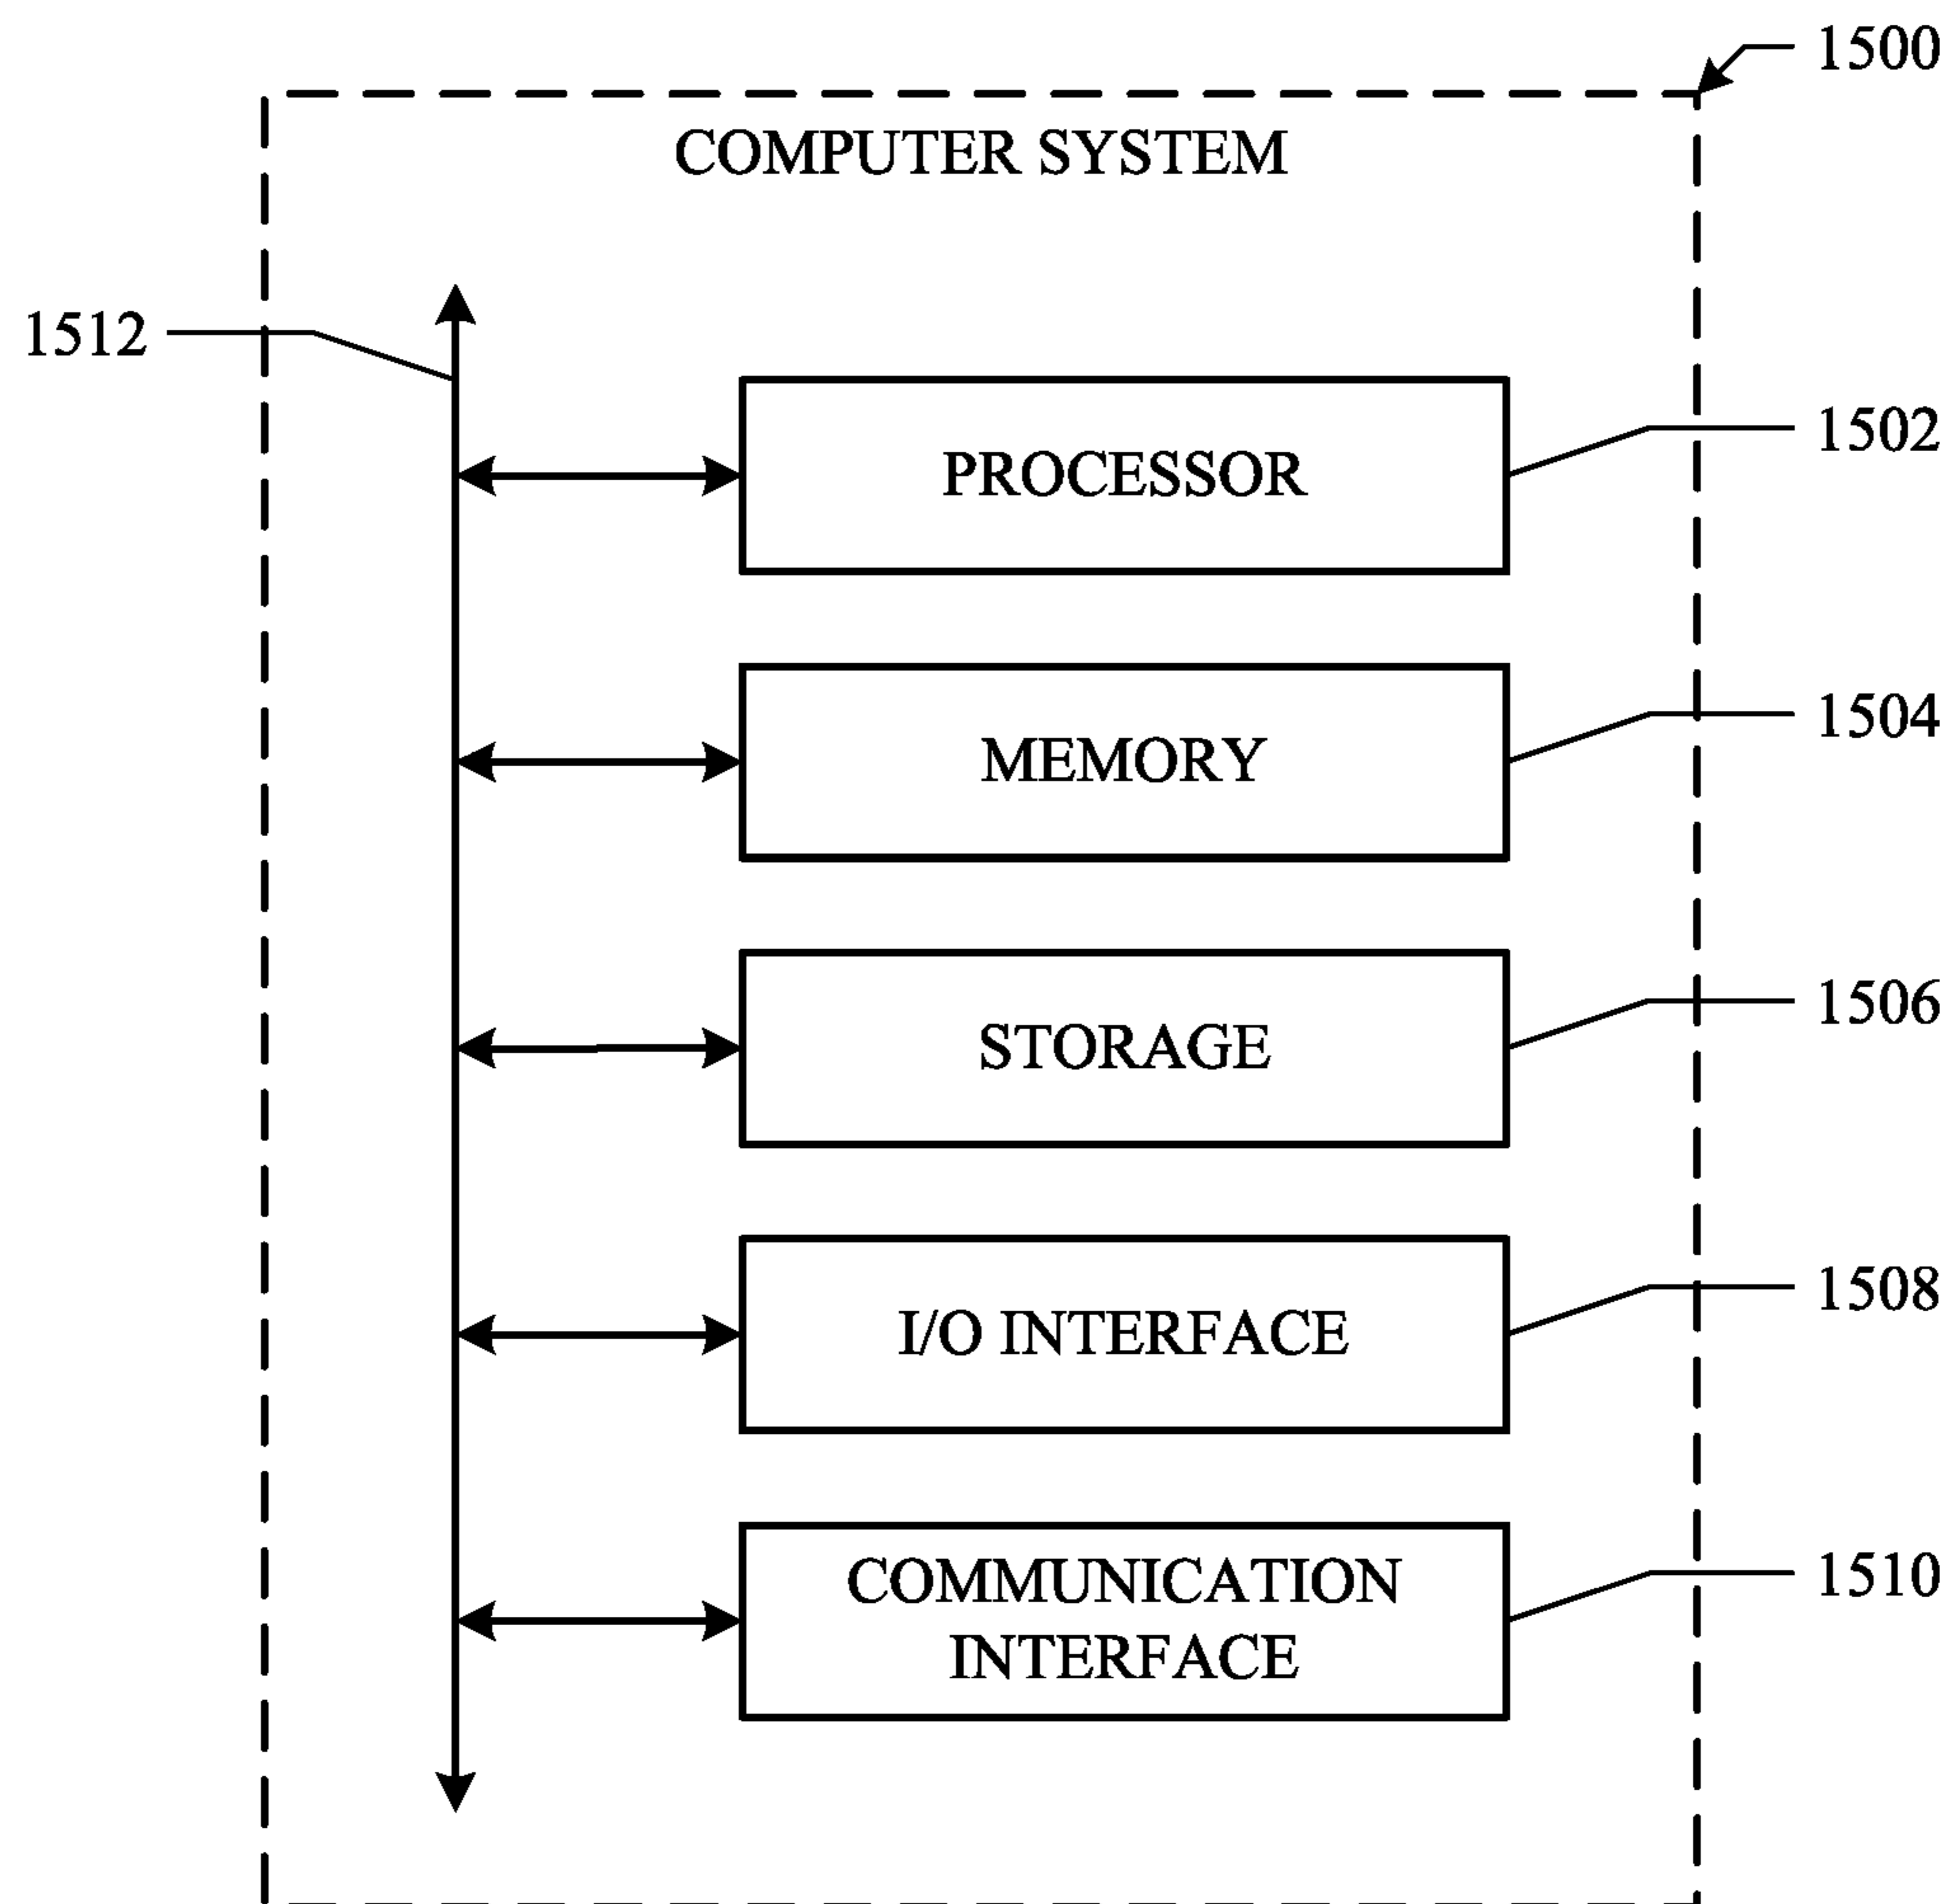 1500
COMPUTER SYSTEM
1512
PROCESSOR
1502
MEMORY
1504
STORAGE
1506
I/O INTERFACE
1508
COMMUNICATION
INTERFACE
1510